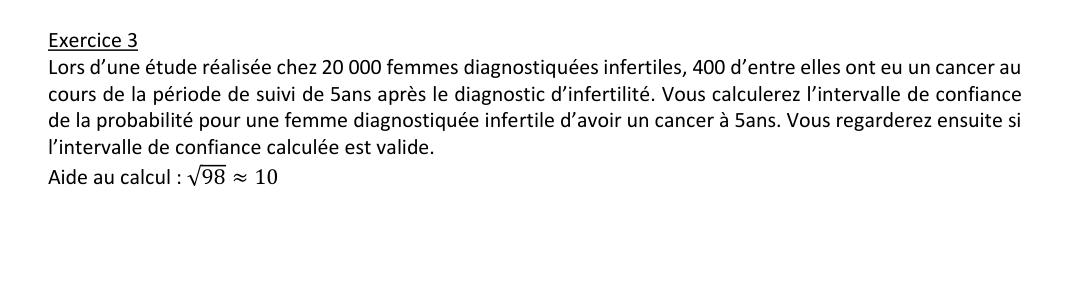 Exercice 3
Lors d’une étude réalisée chez 20 000 femmes diagnostiquées infertiles, 400 d’entre elles ont eu un cancer au
cours de la période de suivi de 5ans après le diagnostic d’infertilité. Vous calculerez l’intervalle de confiance
de la probabilité pour une femme diagnostiquée infertile d’avoir un cancer à 5ans. Vous regarderez ensuite si
l’intervalle de confiance calculée est valide.
Aide au calcul : √98 ≈ 10